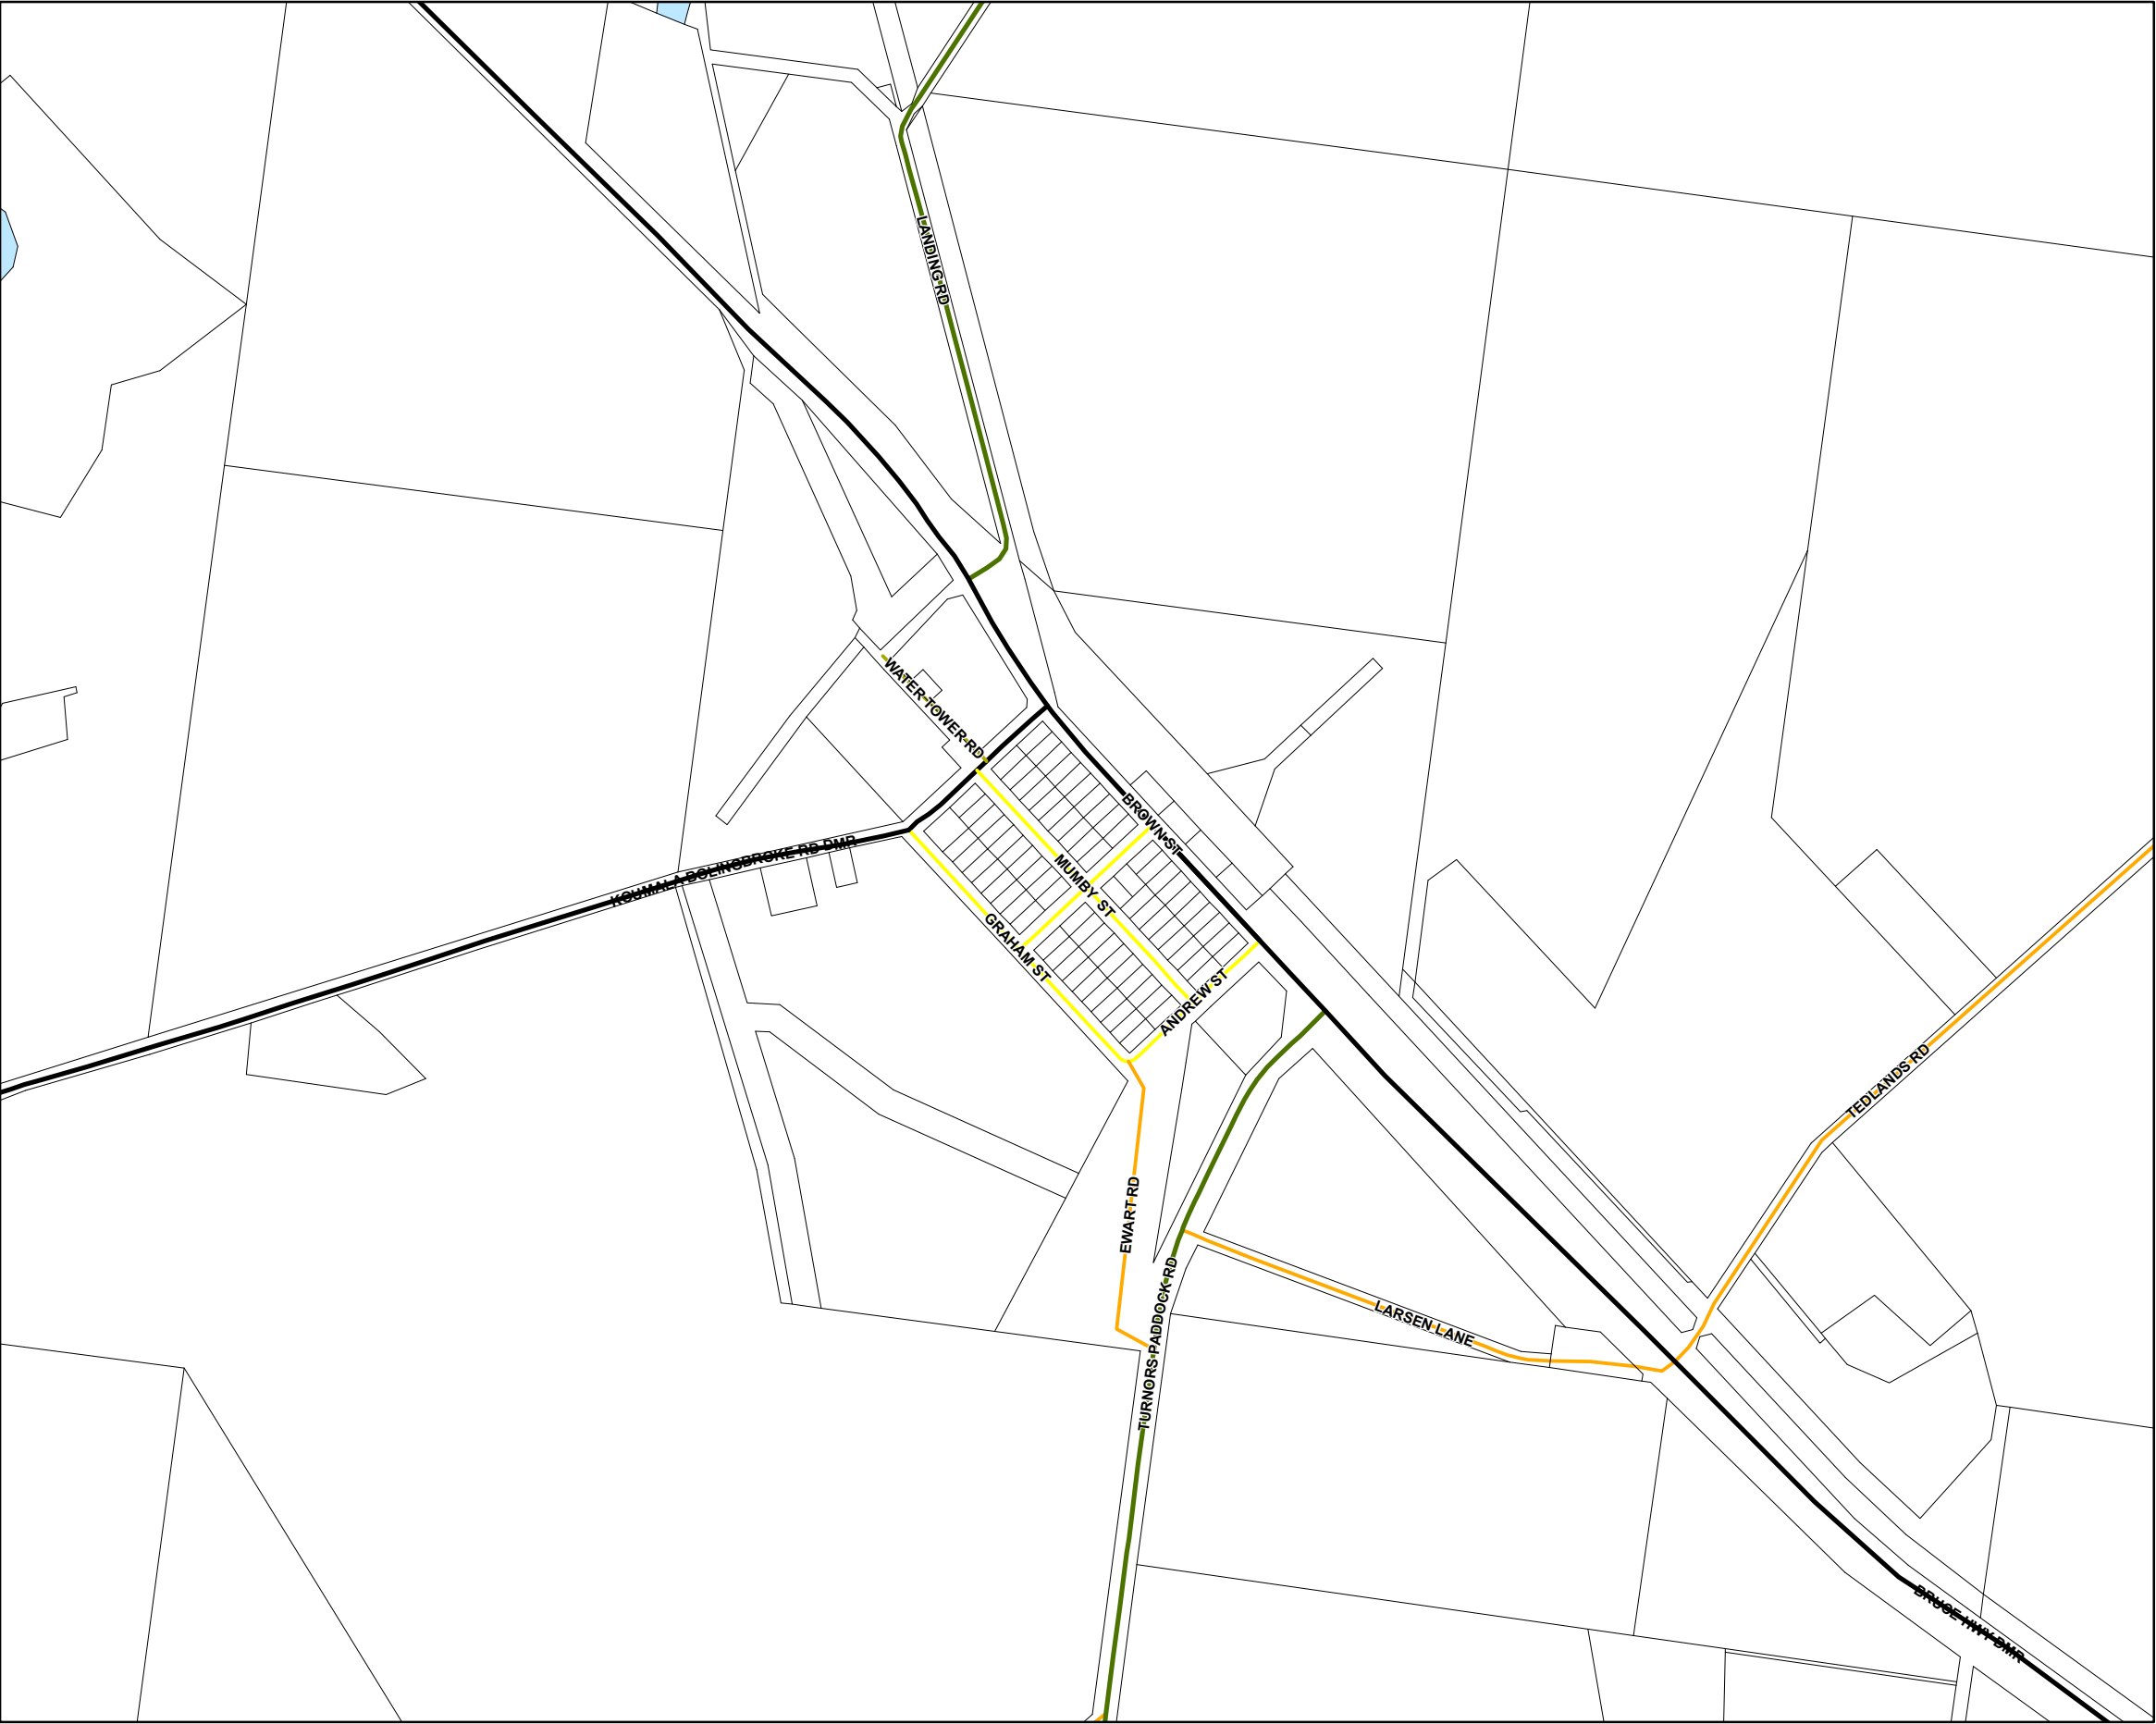 LANDING RD
WATER TOWER RD
BROWN ST
KOUMALA BOLINGBROKE RD DMR
MUMBY ST
GRAHAM ST
ANDREW ST
TEDLANDS RD
EWART RD
TURNORS PADDOCK RD
LARSEN LANE
BRUCE HWY DMR